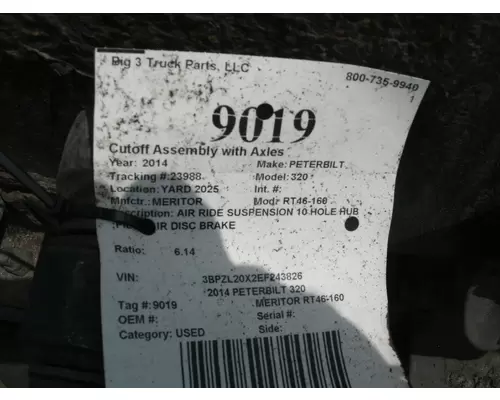 Big 3 Truck Parts, LLC
800-735-9940
1
9019
Cutoff Assembly with Axles
Year: 2014 Make: PETERBILT
Tracking #:23988 Model: 320
Location: YARD 2025 Int. #:
Mnfctr.: MERITOR Mod: RT46-160
Description: AIR RIDE SUSPENSION 10 HOLE HUB
AIR DISC BRAKE
Ratio: 6.14
VIN: 3BPZL20X2EF243826
2014 PETERBILT 320
Tag #: 9019 MERITOR RT46-160
OEM #: Serial#:
Category: USED Side: